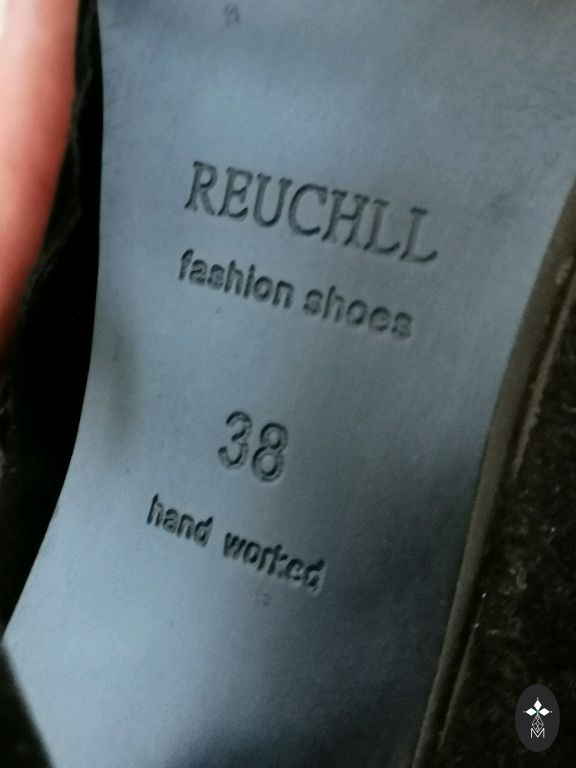 REUCHLL
fashion shoes
38
hand worked